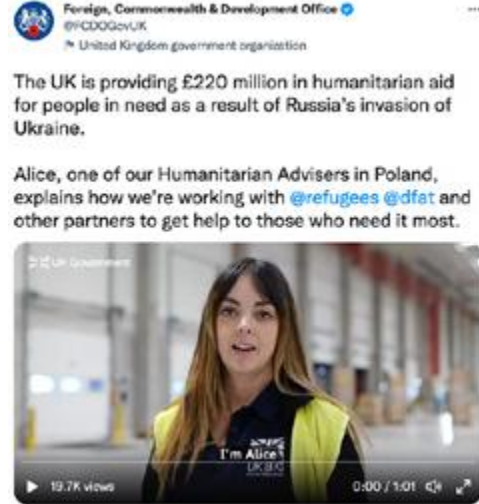 Foreign, Commonwealth & Development Office
@FCDOGovUK
United Kingdom government organisation
The UK is providing £220 million in humanitarian aid
for people in need as a result of Russia's invasion of
Ukraine.
Alice, one of our Humanitarian Advisers in Poland,
explains how we're working with @refugees @dfat and
other partners to get help to those who need it most.
UK Government
I'm Alice
19.7K views
0:00 / 1:01